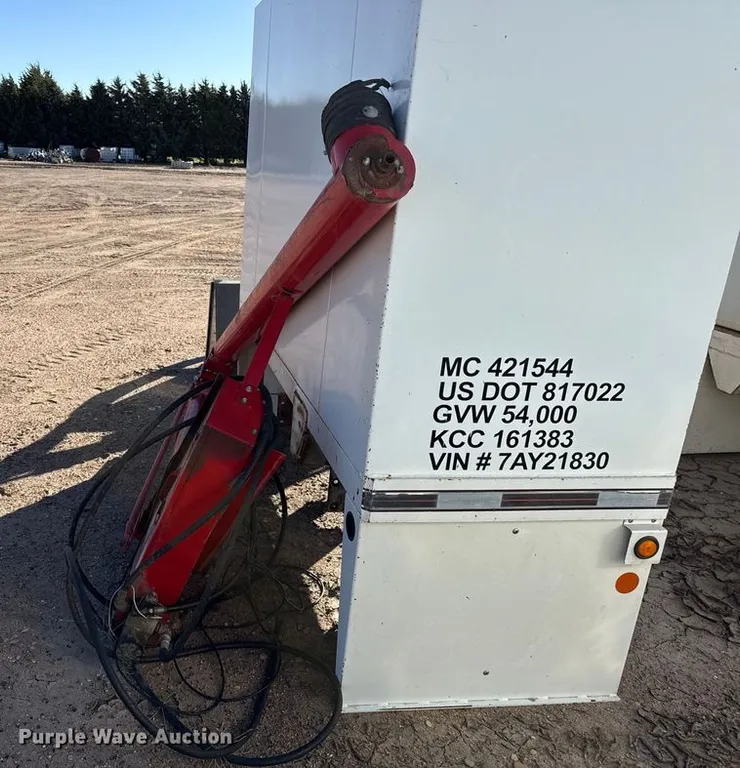 MC 421544
US DOT 817022
GVW 54,000
KCC 161383
VIN # 7AY21830
Purple Wave Auction